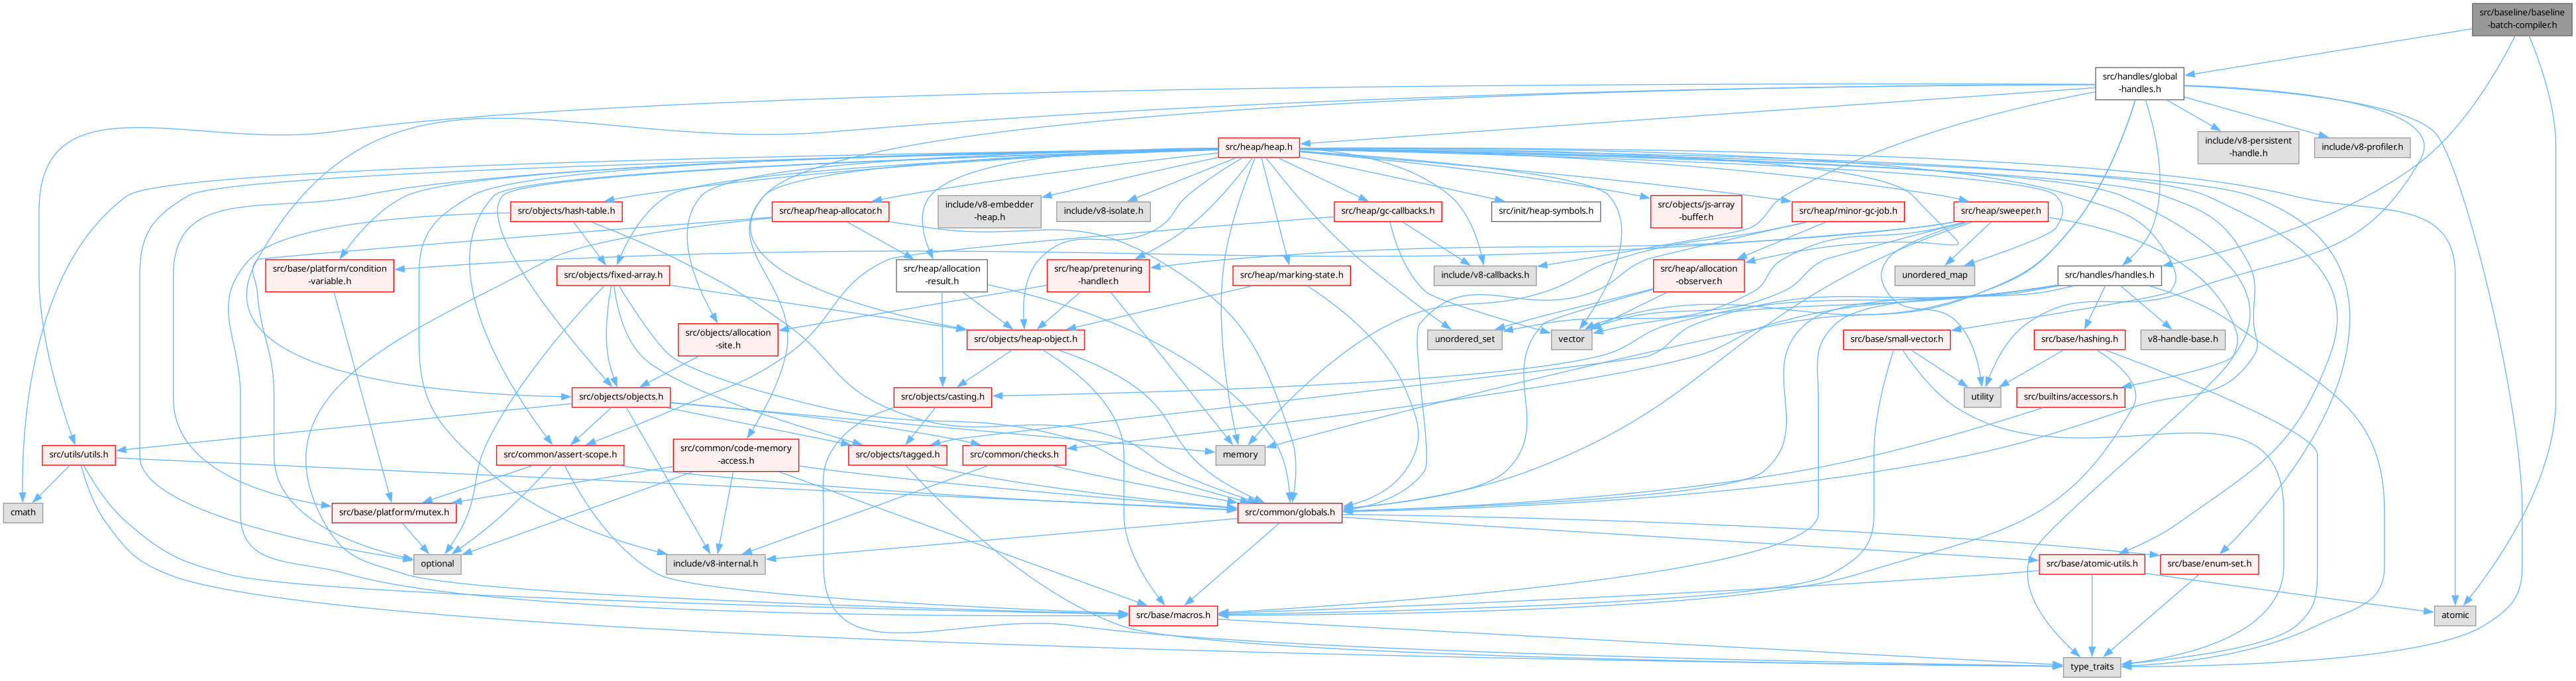 src/baseline/baseline
-batch-compiler.h
src/handles/global
-handles.h
src/heap/heap.h
include/v8-persistent
-handle.h
include/v8-profiler.h
src/objects/hash-table.h
src/heap/heap-allocator.h
include/v8-embedder
-heap.h
include/v8-isolate.h
src/heap/gc-callbacks.h
src/init/heap-symbols.h
src/objects/js-array
-buffer.h
src/heap/minor-gc-job.h
src/heap/sweeper.h
src/base/platform/condition
-variable.h
src/objects/fixed-array.h
src/heap/allocation
-result.h
src/heap/pretenuring
-handler.h
src/heap/marking-state.h
include/v8-callbacks.h
src/heap/allocation
-observer.h
unordered_map
src/handles/handles.h
src/objects/allocation
-site.h
src/objects/heap-object.h
unordered_set
vector
src/base/small-vector.h
src/base/hashing.h
v8-handle-base.h
src/objects/objects.h
src/objects/casting.h
utility
src/builtins/accessors.h
src/utils/utils.h
src/common/assert-scope.h
src/common/code-memory
-access.h
src/objects/tagged.h
src/common/checks.h
memory
cmath
src/base/platform/mutex.h
src/common/globals.h
optional
include/v8-internal.h
src/base/atomic-utils.h
src/base/enum-set.h
src/base/macros.h
atomic
type_traits